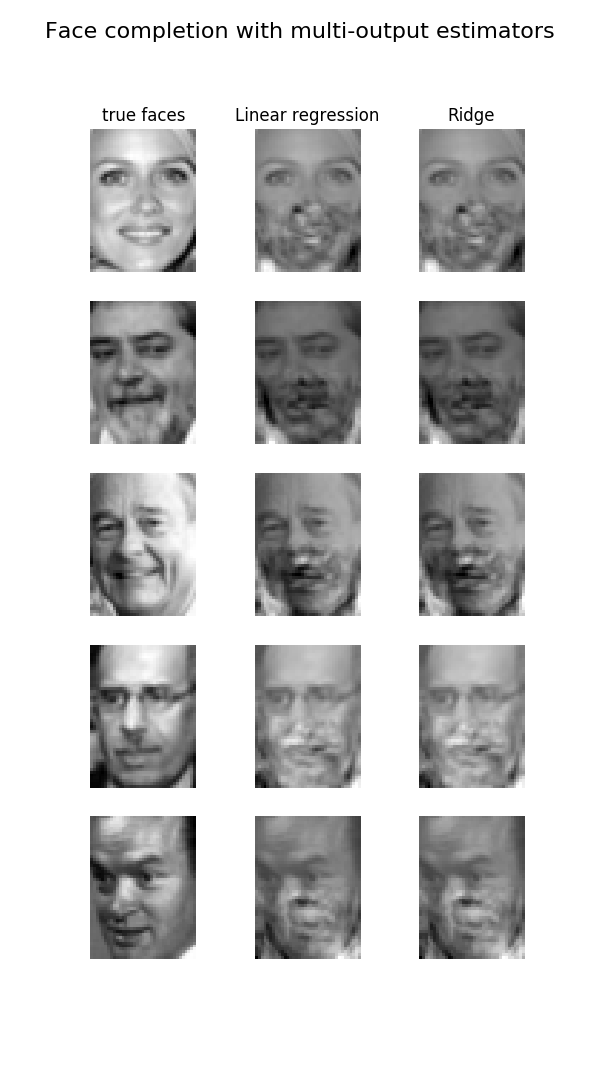 Face completion with multi-output estimators
true faces
Linear regression
Ridge